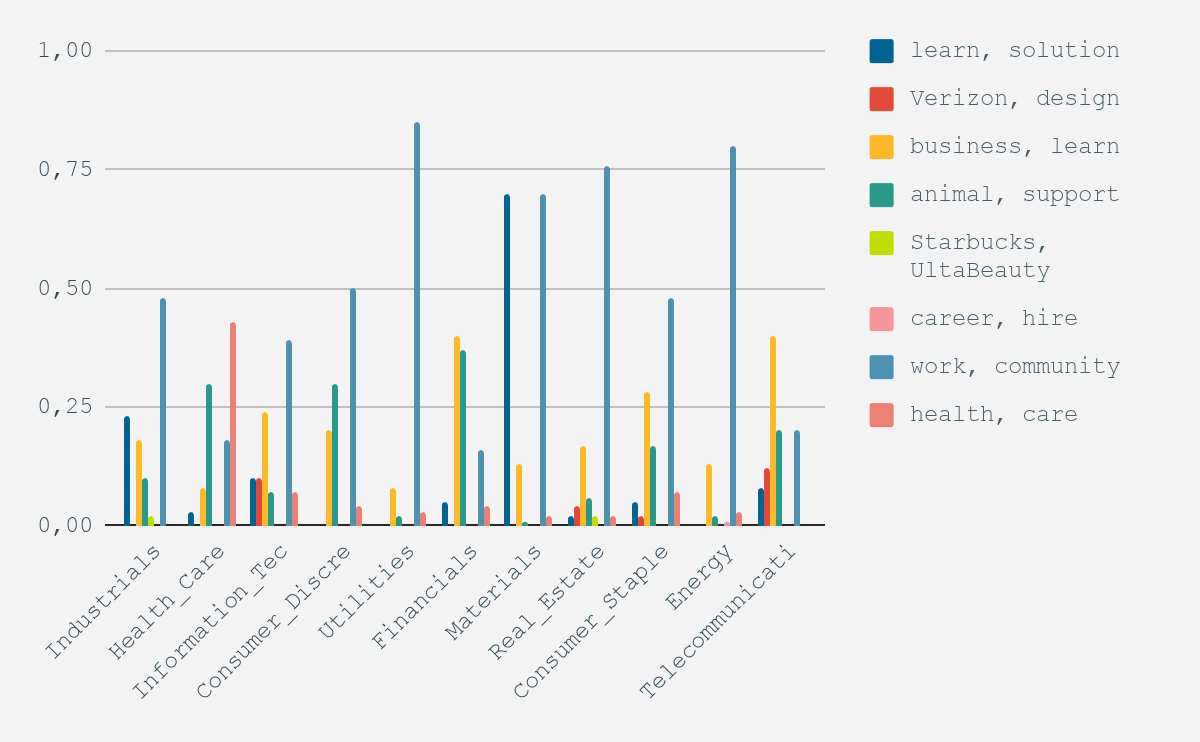 1,00
0,75
0,50
0,25
0,00
Industrials
Health_Care
Information_Tec
Consumer_Discre
Utilities
Financials
Materials
Real_Estate
Consumer_Staple
Energy
Telecommunicati
learn, solution
Verizon, design
business, learn
animal, support
Starbucks,
UltaBeauty
career, hire
work, community
health, care